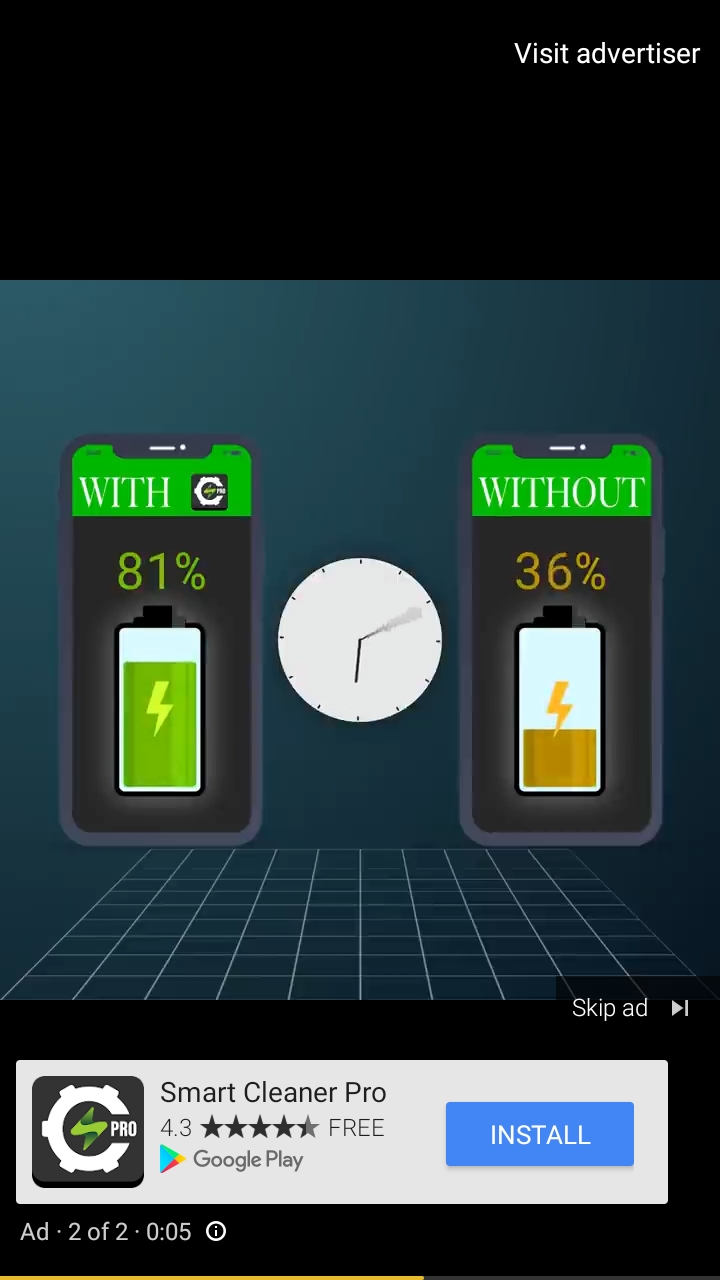 Visit advertiser
WITH PRO
WITHOUT
81%
36%
Skip ad
Smart Cleaner Pro
PRO
4.3 FREE
INSTALL
Google Play
Ad · 2 of 2 · 0:05